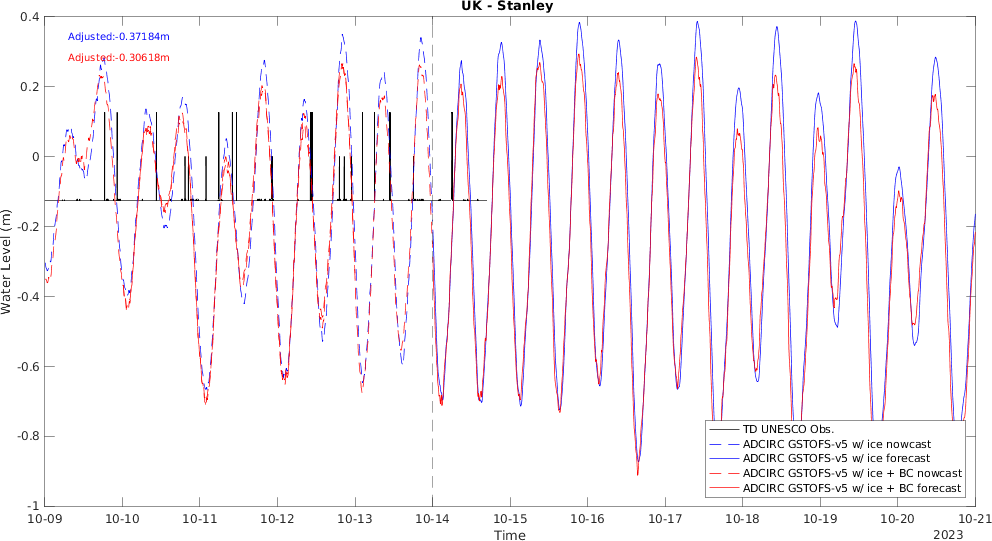 UK - Stanley
0.4
Adjusted:-0.37184m
Adjusted:-0.30618m
0.2
0
-0.2
Water Level (m)
-0.4
-0.6
-0.8
-1
TD UNESCO Obs.
ADCIRC GSTOFS-v5 w/ ice nowcast
ADCIRC GSTOFS-v5 w/ ice forecast
ADCIRC GSTOFS-v5 w/ ice + BC nowcast
ADCIRC GSTOFS-v5 w/ ice + BC forecast
10-09 10-10 10-11 10-12 10-13 10-14 10-15 10-16 10-17 10-18 10-19 10-20 10-21
Time
2023